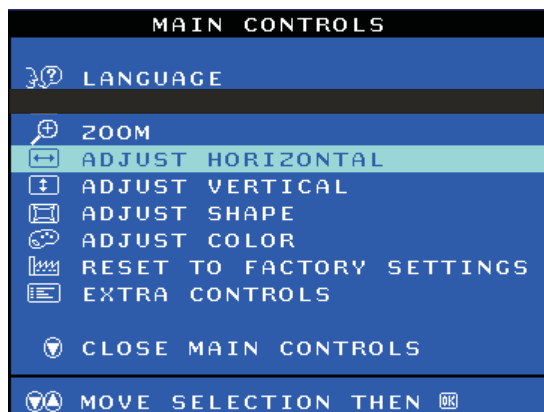 MAIN CONTROLS
LANGUAGE
ZOOM
ADJUST HORIZONTAL
ADJUST VERTICAL
ADJUST SHAPE
ADJUST COLOR
RESET TO FACTORY SETTINGS
EXTRA CONTROLS
CLOSE MAIN CONTROLS
MOVE SELECTION THEN OK